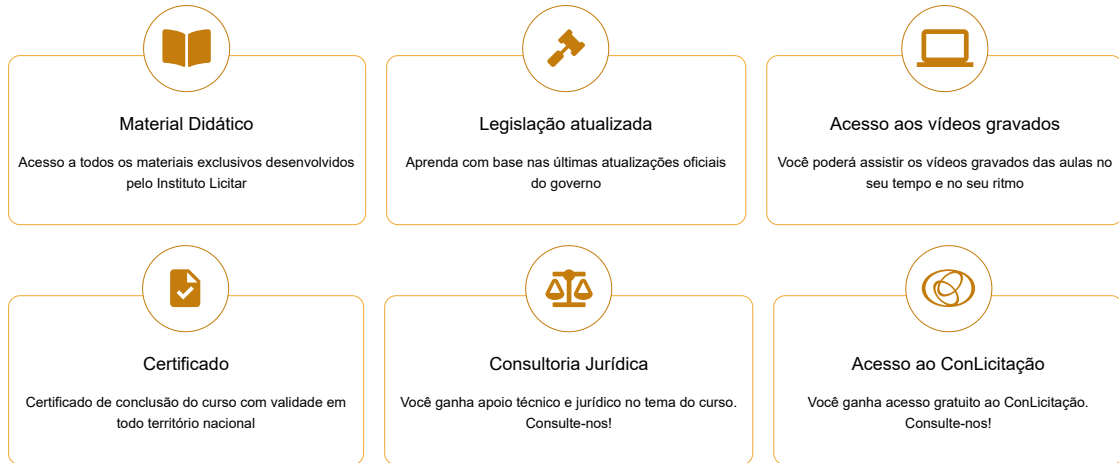 Material Didático
Acesso a todos os materiais exclusivos desenvolvidos
pelo Instituto Licitar
Legislação atualizada
Aprenda com base nas últimas atualizações oficiais
do governo
Acesso aos vídeos gravados
Você poderá assistir os vídeos gravados das aulas no
seu tempo e no seu ritmo
Certificado
Certificado de conclusão do curso com validade em
todo território nacional
Consultoria Jurídica
Você ganha apoio técnico e jurídico no tema do curso.
Consulte-nos!
Acesso ao ConLicitação
Você ganha acesso gratuito ao ConLicitação.
Consulte-nos!